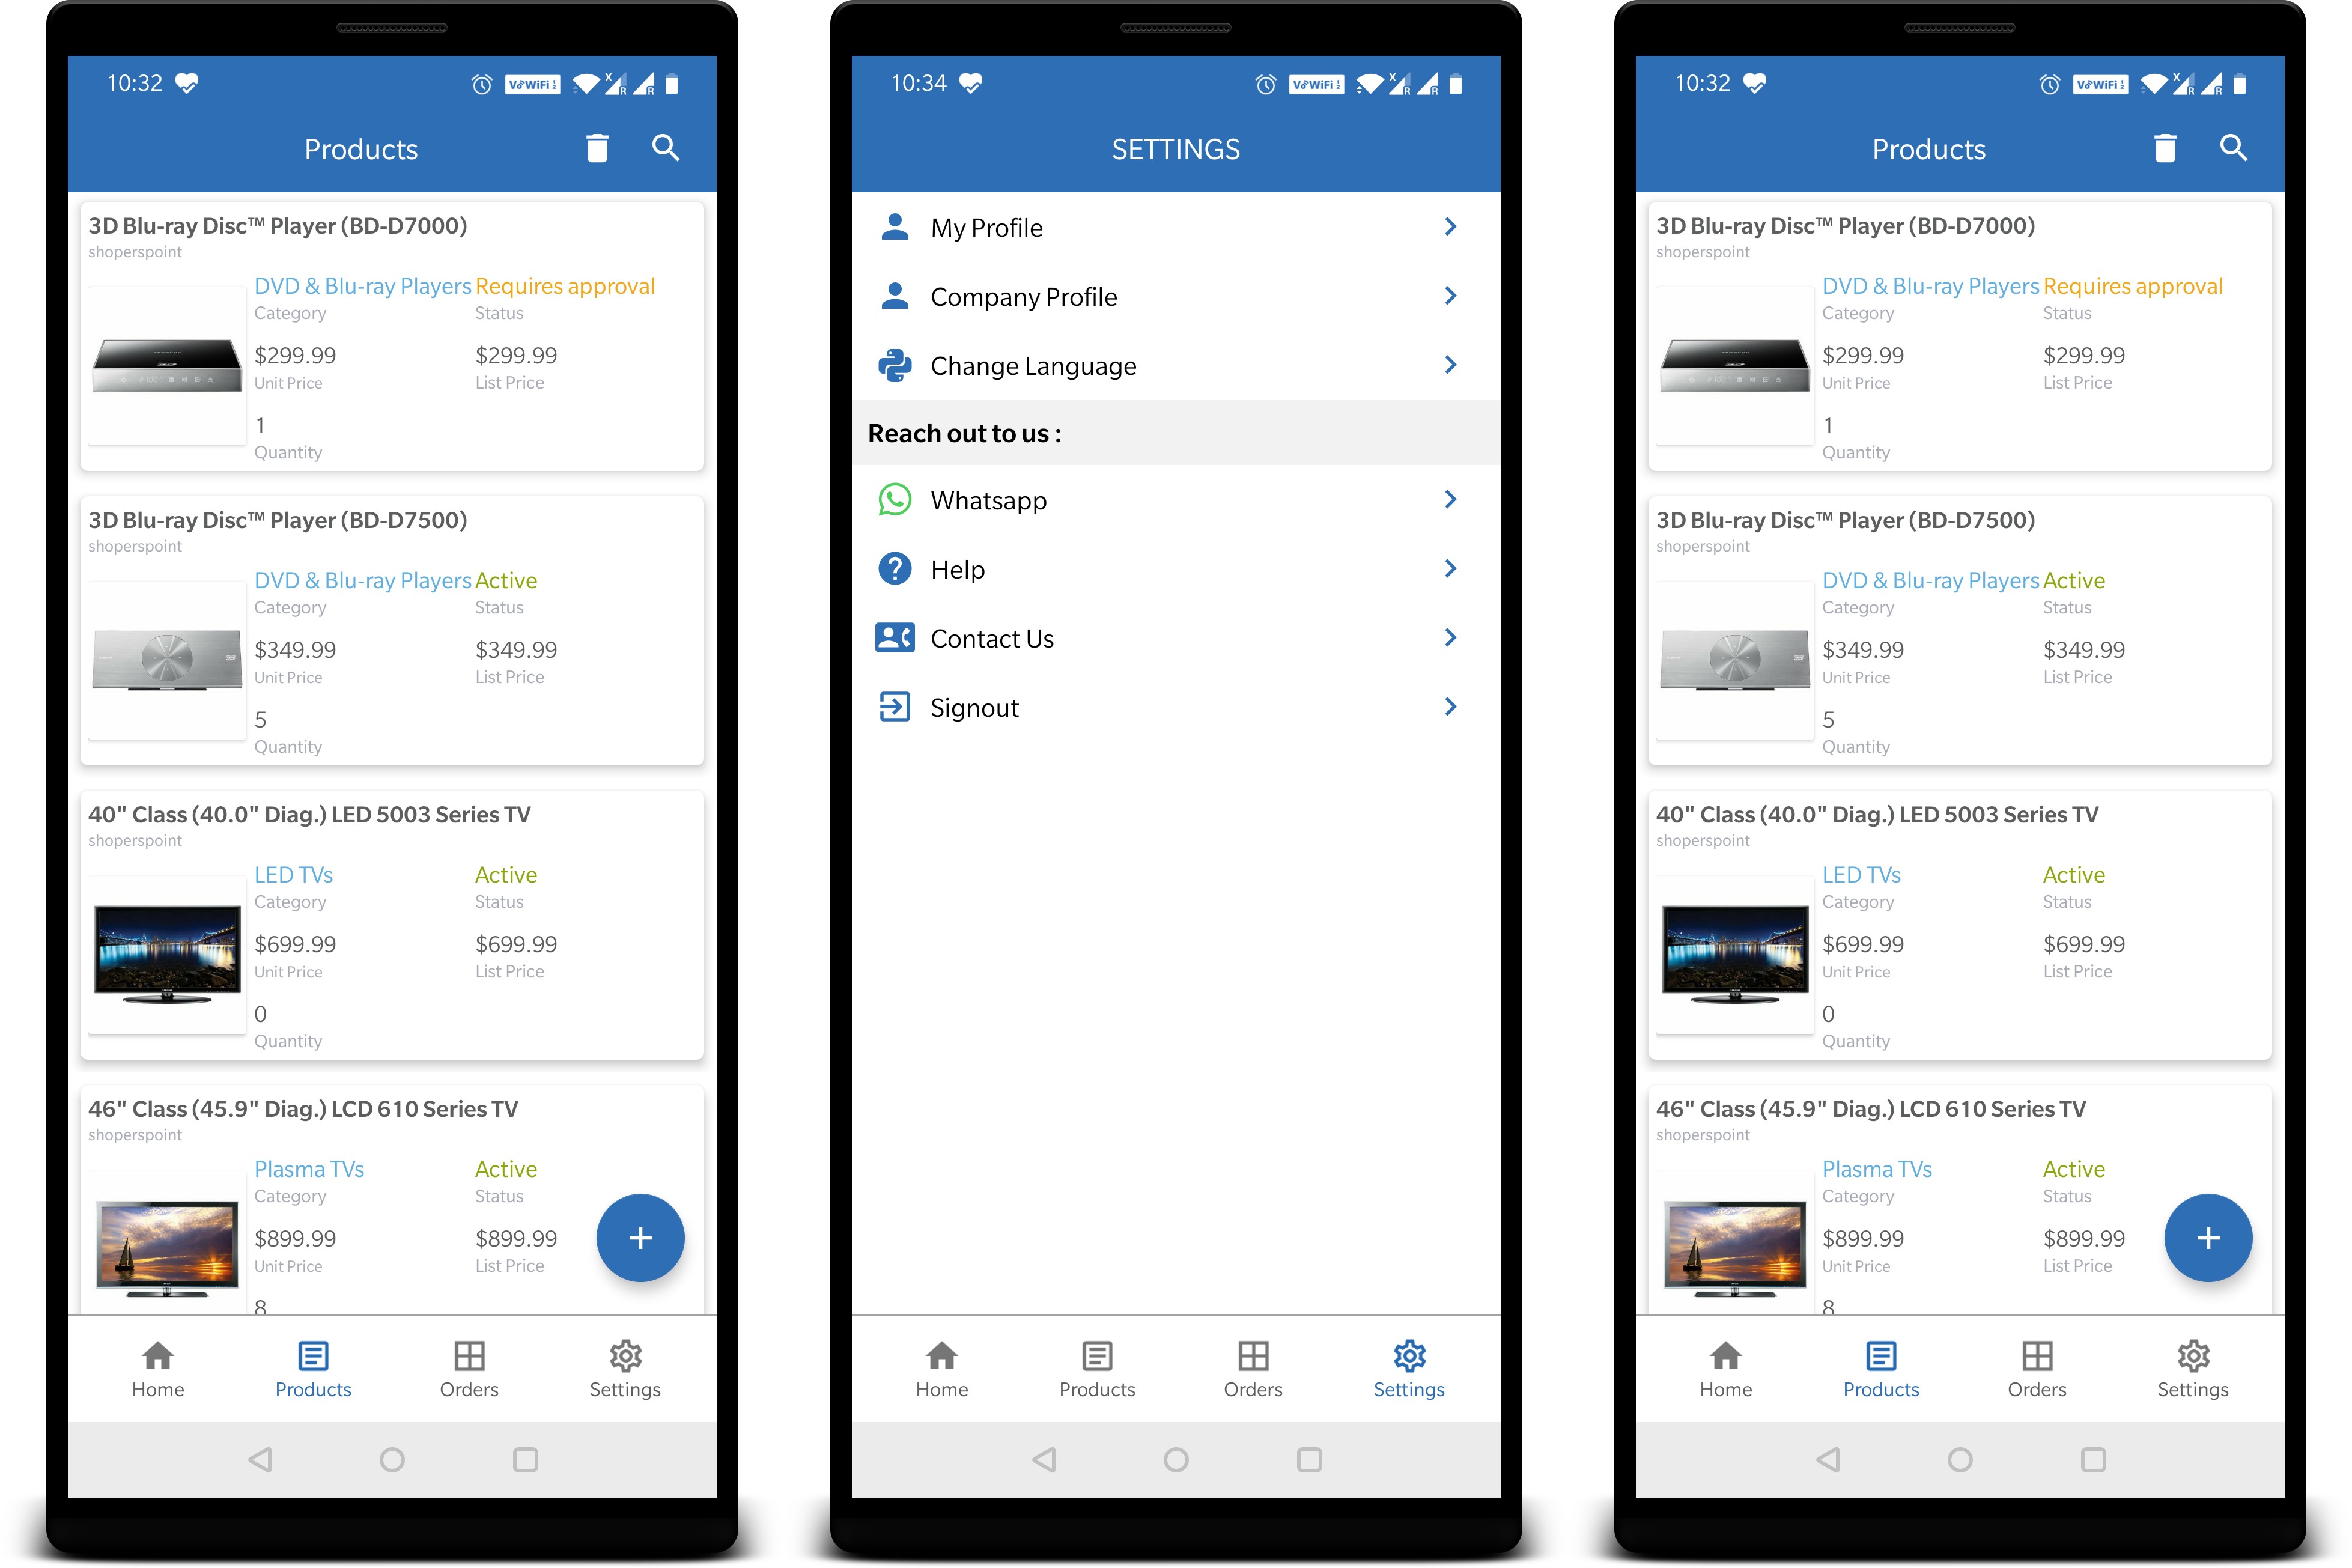 10:32
VoWiFi 1
X
R
R
Products
3D Blu-ray Disc™ Player (BD-D7000)
shoperspoint
DVD & Blu-ray Players Requires approval
Category Status
$299.99 $299.99
Unit Price List Price
1
Quantity
3D Blu-ray Disc™ Player (BD-D7500)
shoperspoint
DVD & Blu-ray Players Active
Category Status
$349.99 $349.99
Unit Price List Price
5
Quantity
40" Class (40.0" Diag.) LED 5003 Series TV
shoperspoint
LED TVs Active
Category Status
$699.99 $699.99
Unit Price List Price
0
Quantity
46" Class (45.9" Diag.) LCD 610 Series TV
shoperspoint
Plasma TVs Active
Category Status
$899.99 $899.99
Unit Price List Price
8
Home Products Orders Settings
10:34
VoWiFi 1
X
R
R
SETTINGS
My Profile
Company Profile
Change Language
Reach out to us :
Whatsapp
Help
Contact Us
Signout
Home Products Orders Settings
10:32
VoWiFi 1
X
R
R
Products
3D Blu-ray Disc™ Player (BD-D7000)
shoperspoint
DVD & Blu-ray Players Requires approval
Category Status
$299.99 $299.99
Unit Price List Price
1
Quantity
3D Blu-ray Disc™ Player (BD-D7500)
shoperspoint
DVD & Blu-ray Players Active
Category Status
$349.99 $349.99
Unit Price List Price
5
Quantity
40" Class (40.0" Diag.) LED 5003 Series TV
shoperspoint
LED TVs Active
Category Status
$699.99 $699.99
Unit Price List Price
0
Quantity
46" Class (45.9" Diag.) LCD 610 Series TV
shoperspoint
Plasma TVs Active
Category Status
$899.99 $899.99
Unit Price List Price
8
Home Products Orders Settings